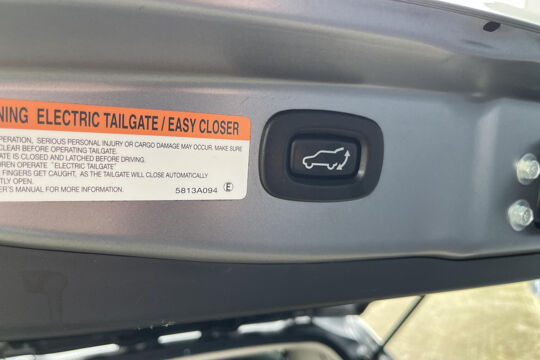 NING ELECTRIC TAILGATE / EASY CLOSER
PERATION, SERIOUS PERSONAL INJURY OR CARGO DAMAGE MAY OCCUR. MAKE SURE
CLEAR BEFORE OPERATING TAILGATE.
ATE IS CLOSED AND LATCHED BEFORE DRIVING.
DREN OPERATE "ELECTRIC TAILGATE"
FINGERS GET CAUGHT, AS THE TAILGATE WILL CLOSE AUTOMATICALLY
TLY OPEN.
ER'S MANUAL FOR MORE INFORMATION. 5813A094 E